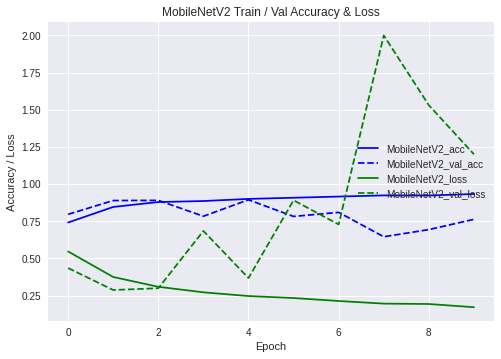 MobileNetV2 Train / Val Accuracy & Loss
2.00
1.75
1.50
1.25
1.00
0.75
0.50
0.25
Accuracy / Loss
MobileNetV2_acc
MobileNetV2_val_acc
MobileNetV2_loss
MobileNetV2_val_loss
0 2 4 6 8
Epoch